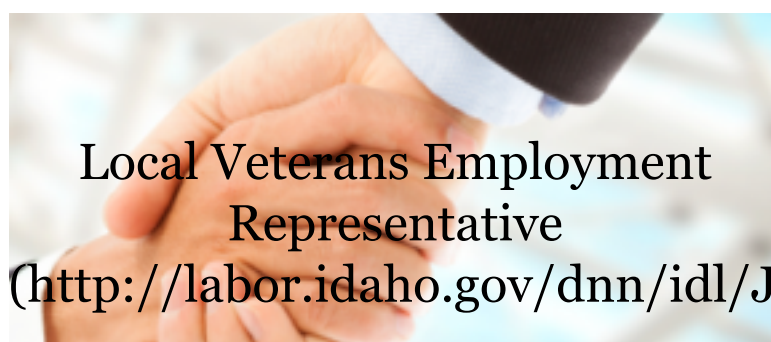 Local Veterans Employment
Representative
(http://labor.idaho.gov/dnn/idl/J